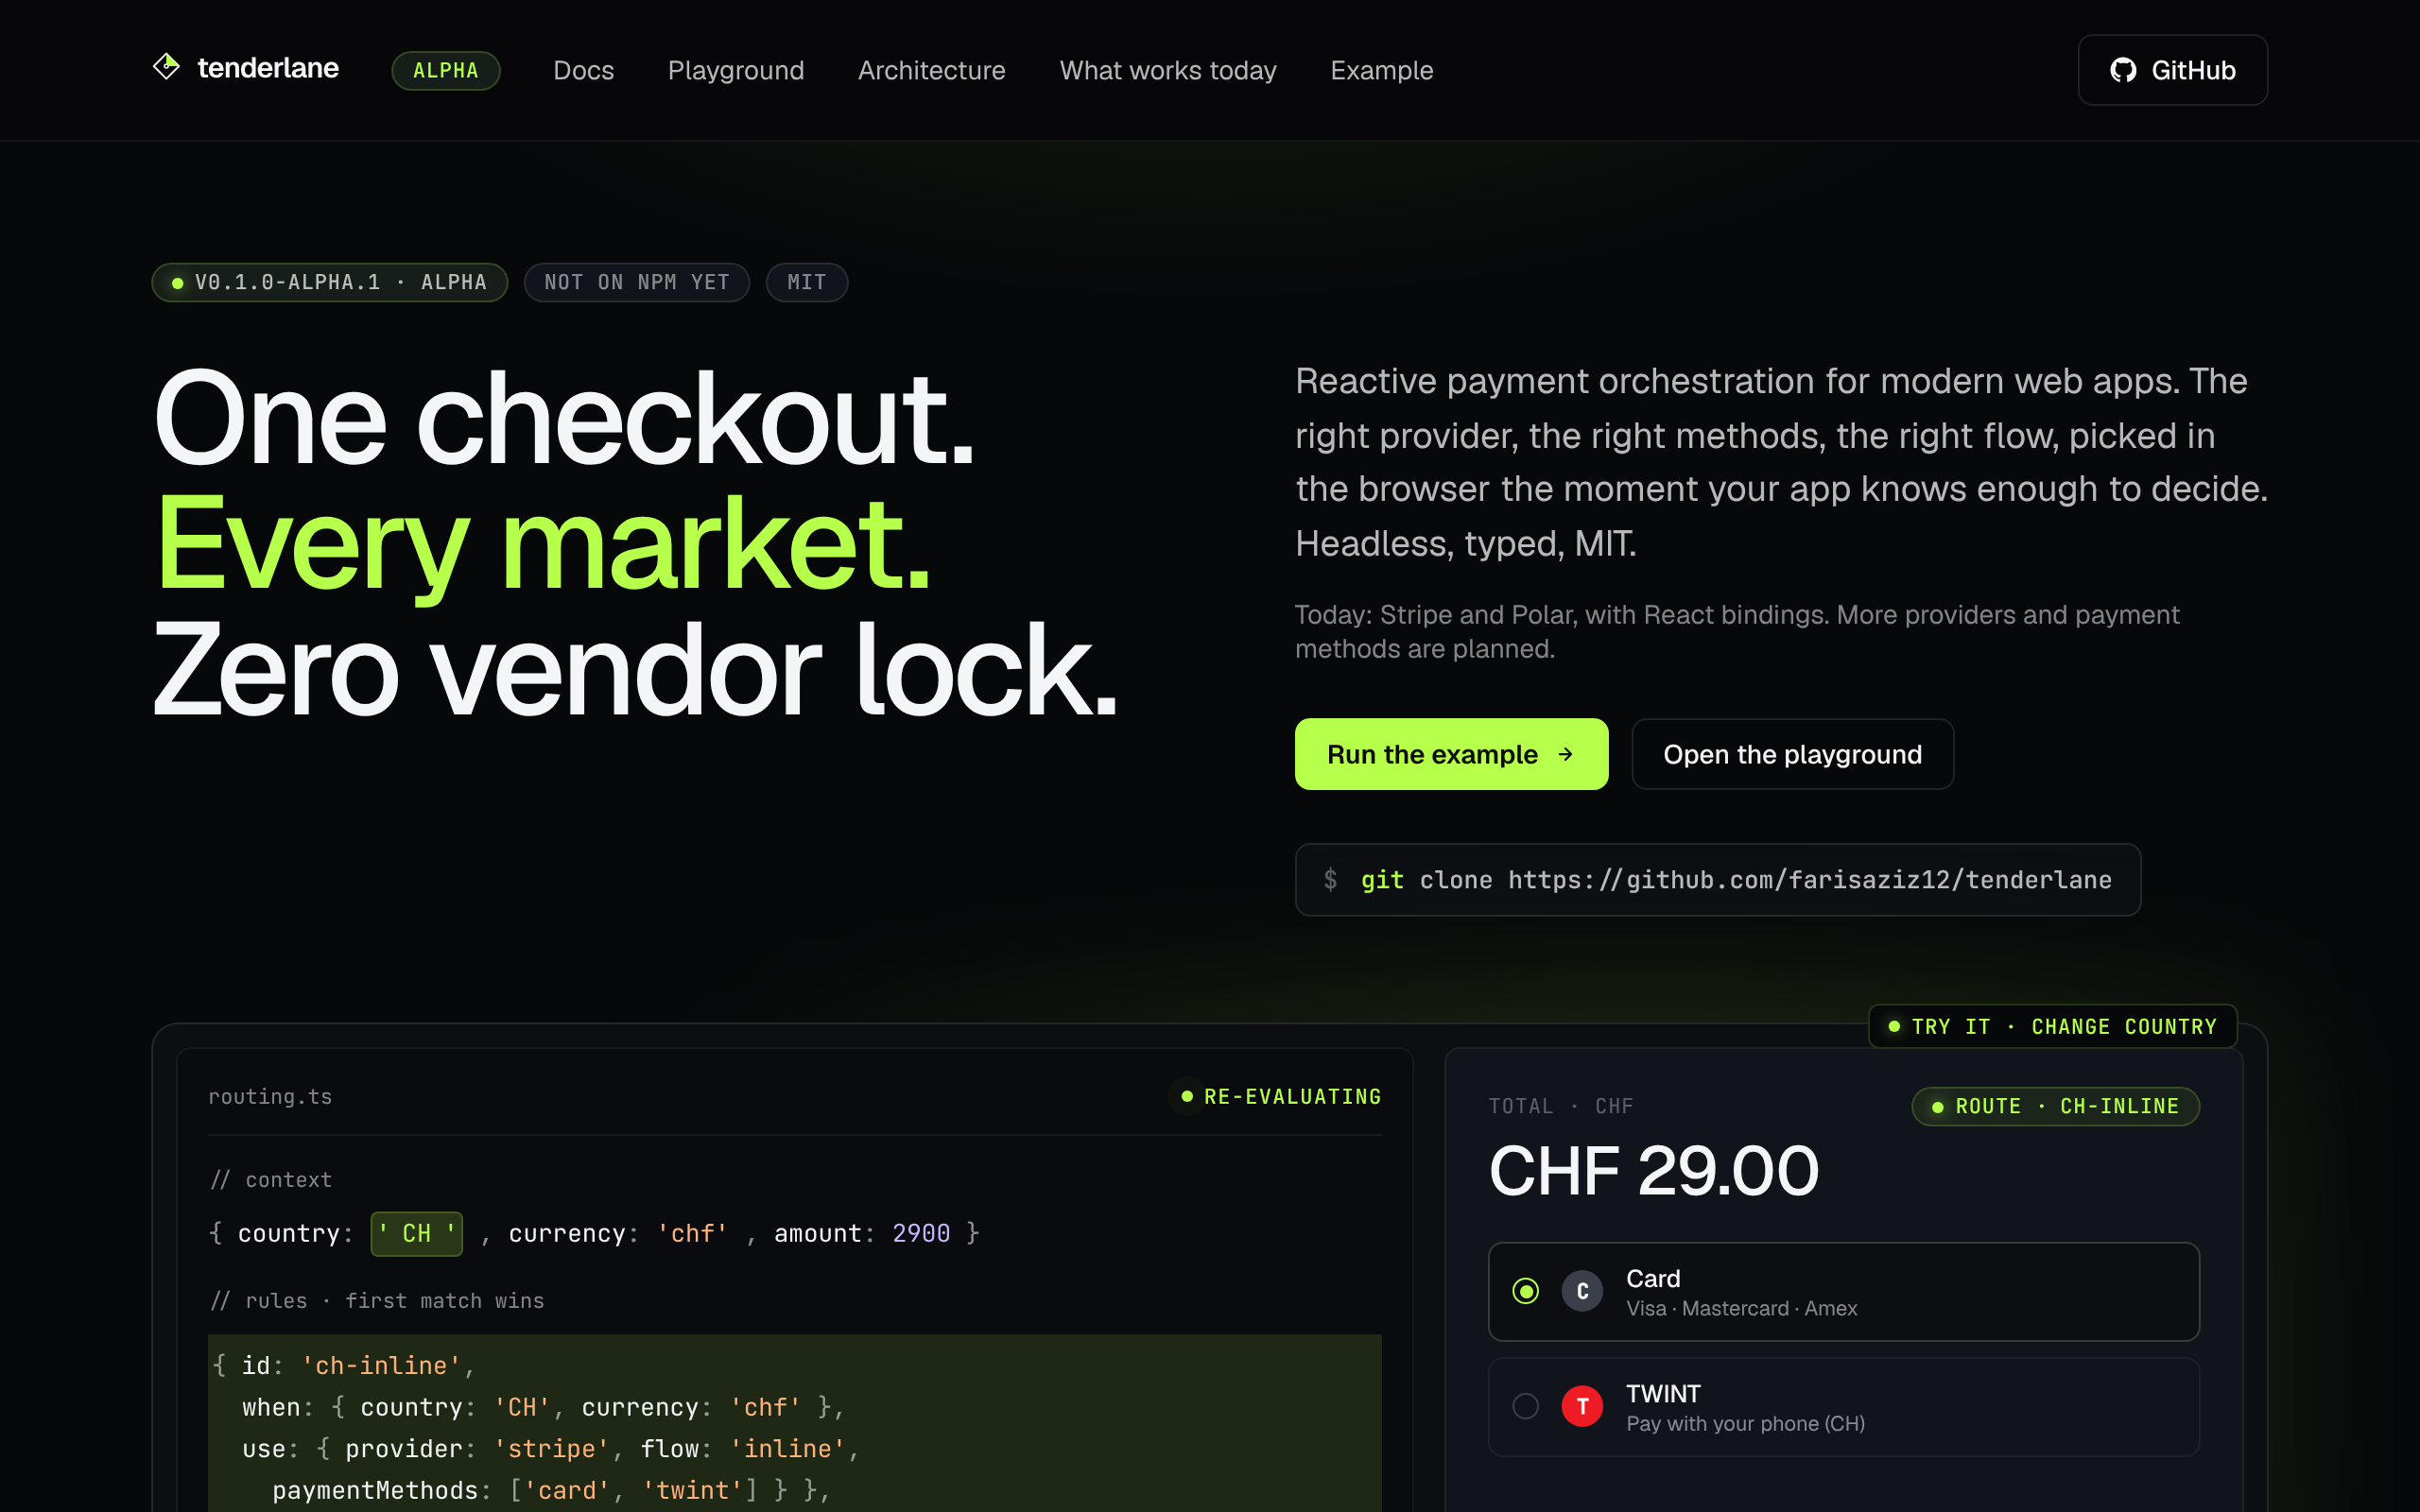 tenderlane
ALPHA
Docs
Playground
Architecture
What works today
Example
GitHub
V0.1.0-ALPHA.1 · ALPHA
NOT ON NPM YET
MIT
One checkout.
Every market.
Zero vendor lock.
Reactive payment orchestration for modern web apps. The
right provider, the right methods, the right flow, picked in
the browser the moment your app knows enough to decide.
Headless, typed, MIT.
Today: Stripe and Polar, with React bindings. More providers and payment
methods are planned.
Run the example →
Open the playground
$ git clone https://github.com/farisaziz12/tenderlane
TRY IT · CHANGE COUNTRY
routing.ts
RE-EVALUATING
// context
{ country: ' CH ' , currency: 'chf' , amount: 2900 }
// rules · first match wins
{ id: 'ch-inline',
when: { country: 'CH', currency: 'chf' },
use: { provider: 'stripe', flow: 'inline',
paymentMethods: ['card', 'twint'] } },
TOTAL · CHF
ROUTE · CH-INLINE
CHF 29.00
C
Card
Visa · Mastercard · Amex
T
TWINT
Pay with your phone (CH)